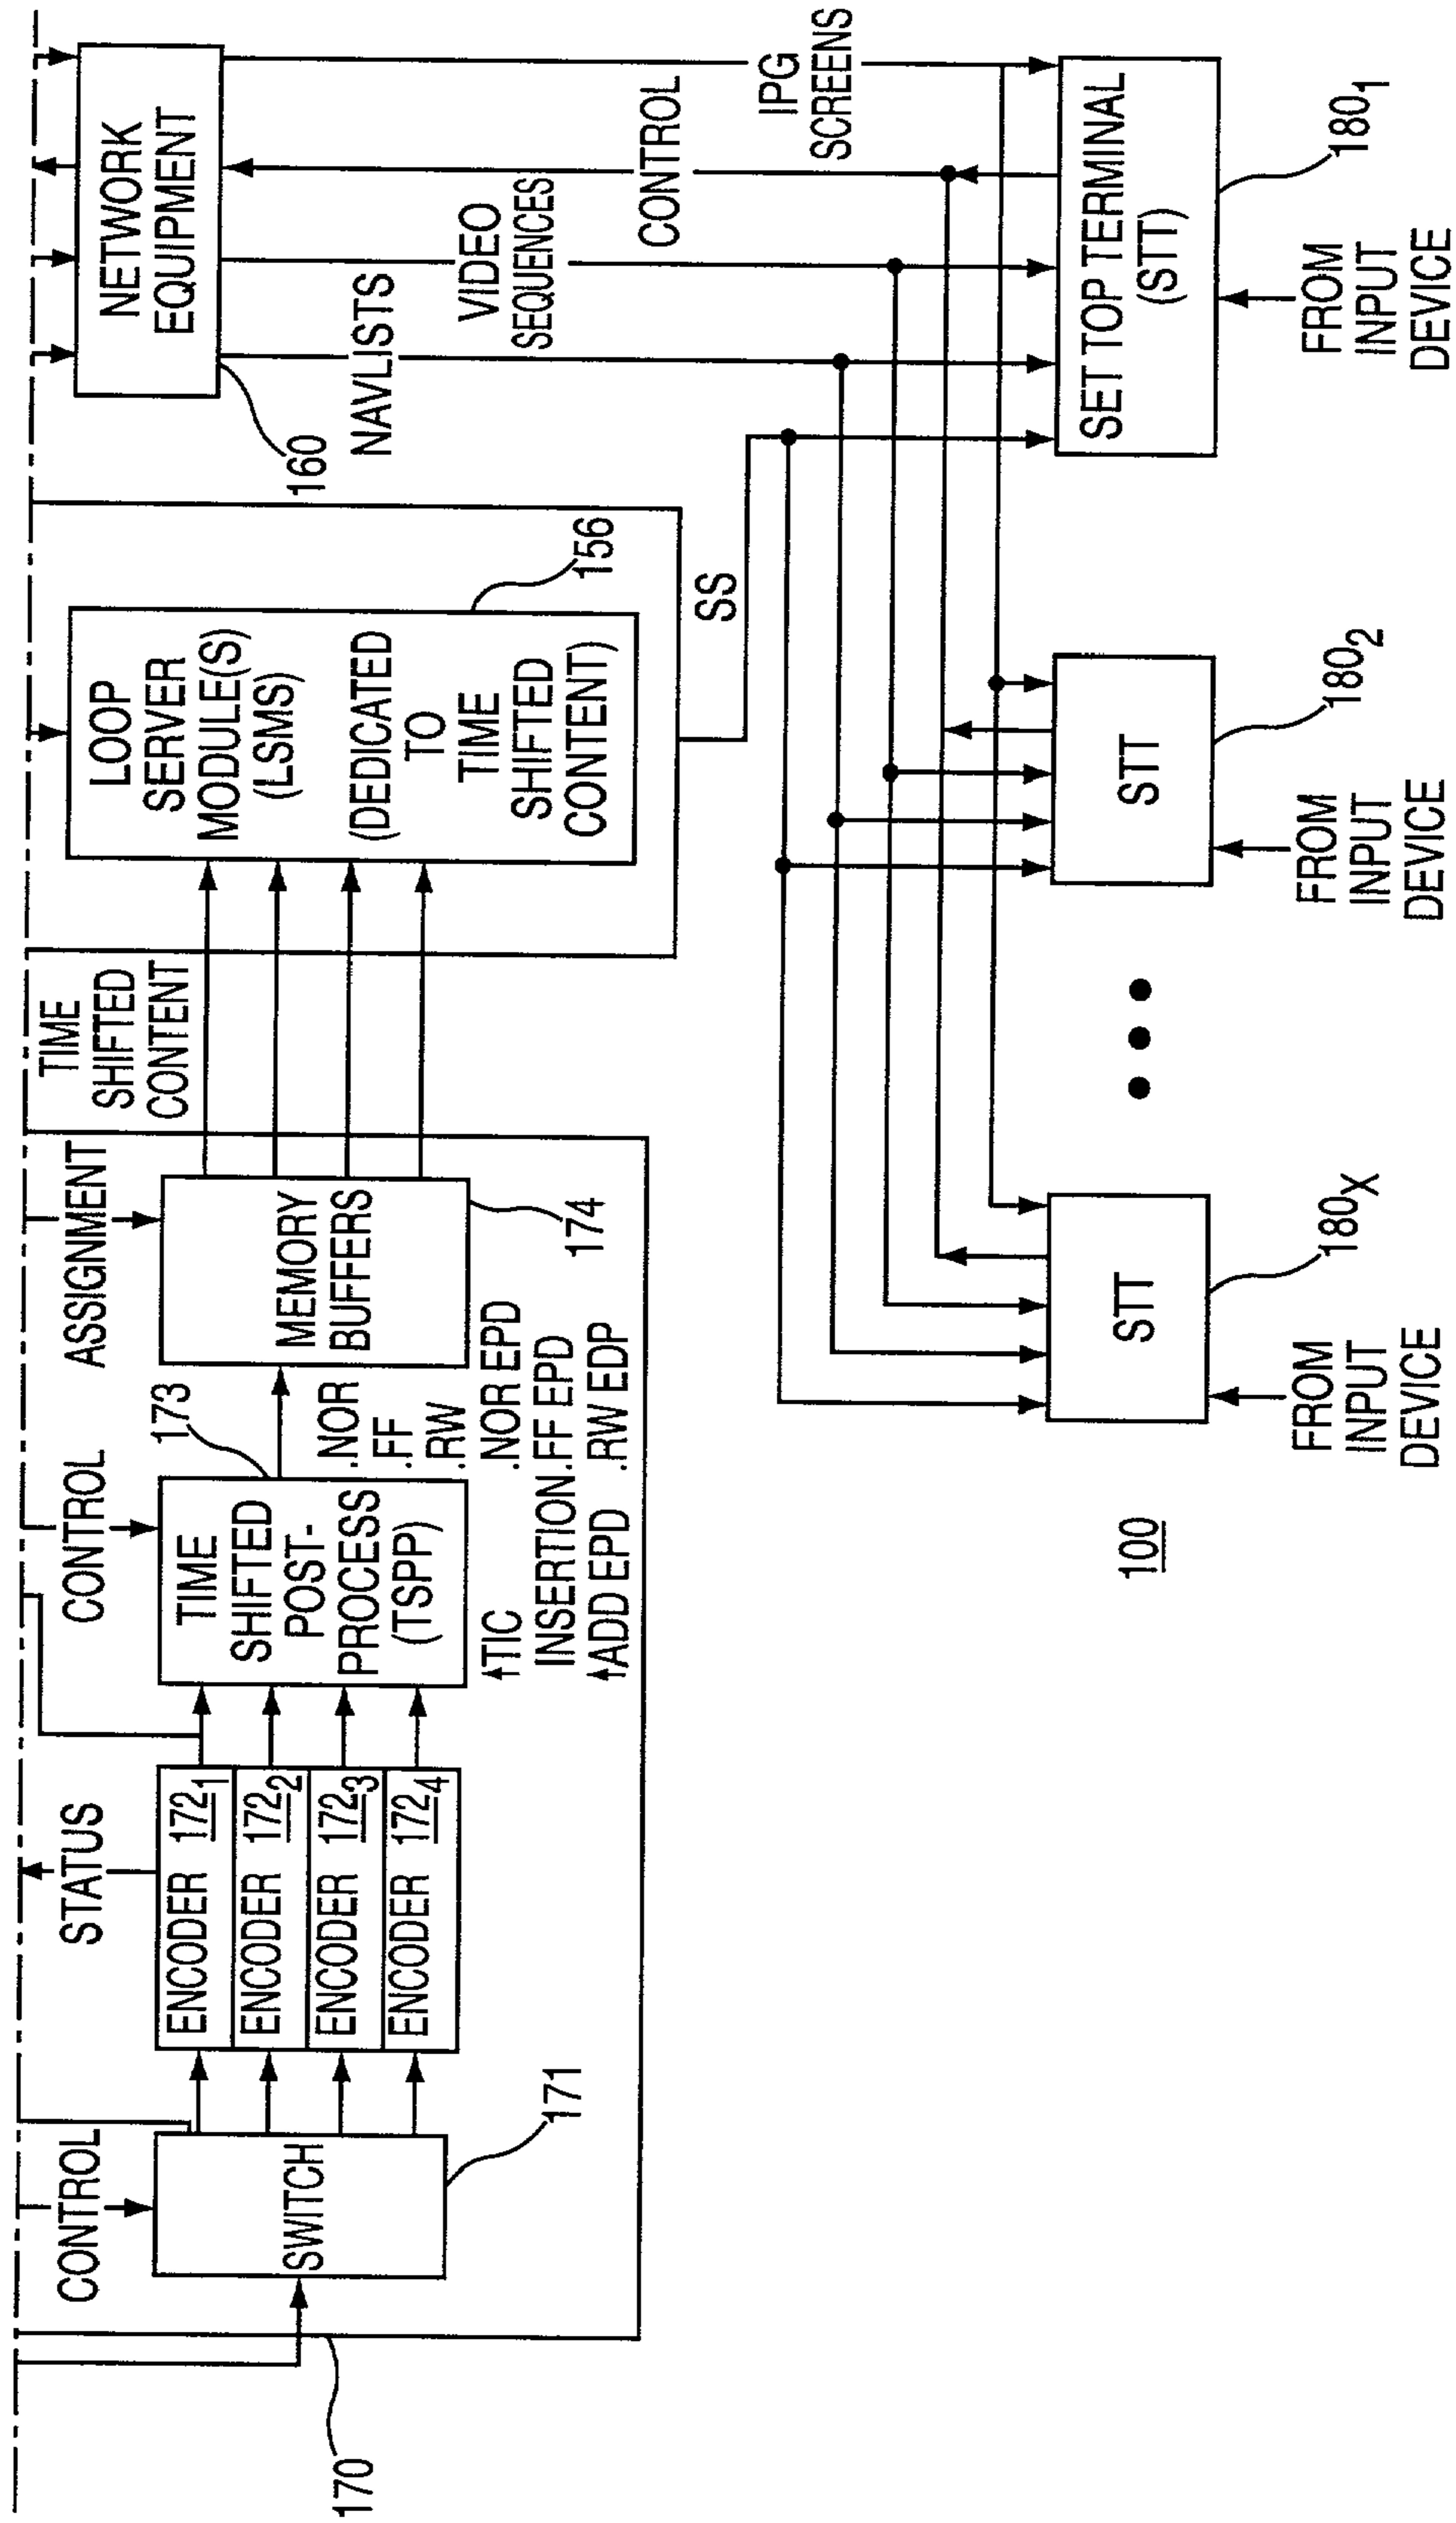 CONTROL
STATUS
CONTROL
ASSIGNMENT
TIME
SHIFTED
CONTENT
SWITCH
171
170
ENCODER 172₁
ENCODER 172₂
ENCODER 172₃
ENCODER 172₄
TIME
SHIFTED
POST-
PROCESS
(TSPP)
173
TIC
INSERTION
ADD EPD
.NOR
.FF
.RW
.NOR EPD
.FF EPD
.RW EDP
MEMORY
BUFFERS
174
LOOP
SERVER
MODULE(S)
(LSMS)
(DEDICATED
TO
TIME
SHIFTED
CONTENT)
156
SS
NETWORK
EQUIPMENT
160
NAVLISTS
VIDEO
SEQUENCES
CONTROL
IPG
SCREENS
STT
180X
FROM
INPUT
DEVICE
STT
180₂
FROM
INPUT
DEVICE
SET TOP TERMINAL
(STT)
180₁
FROM
INPUT
DEVICE
100